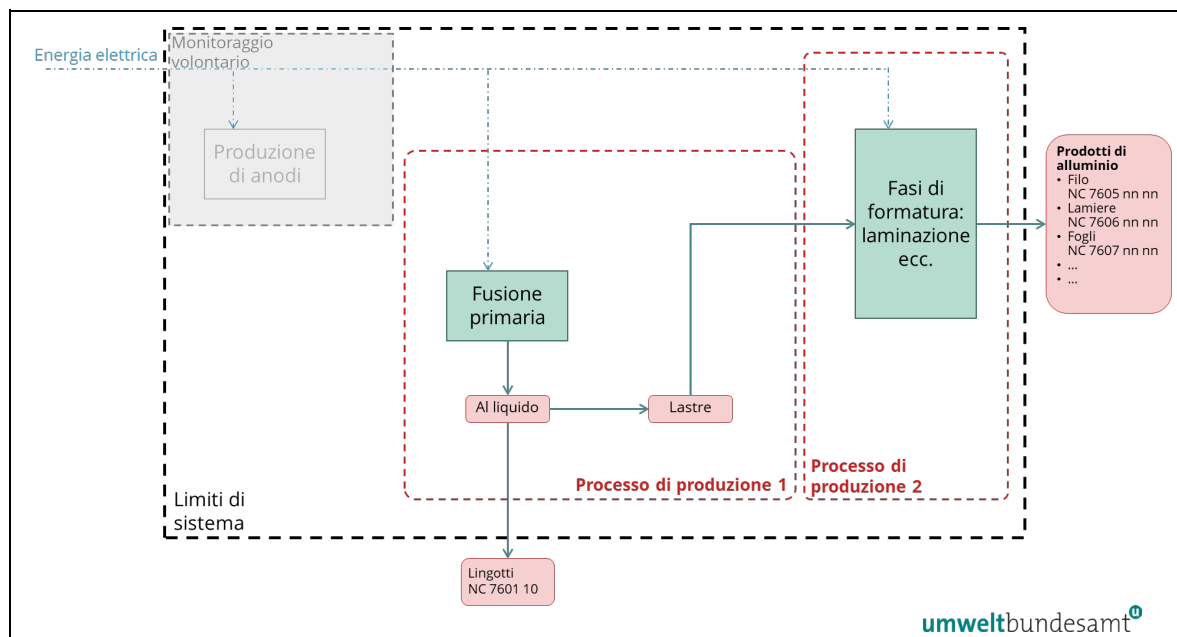 Energia elettrica
Monitoraggio
volontario
Produzione
di anodi
Fusione
primaria
Al liquido
Lastre
Processo di produzione 1
Fasi di
formatura:
laminazione
ecc.
Processo di
produzione 2
Prodotti di
alluminio
• Filo
NC 7605 nn nn
• Lamiere
NC 7606 nn nn
• Fogli
NC 7607 nn nn
• ...
• ...
Limiti di
sistema
Lingotti
NC 7601 10
umweltbundesamt
u